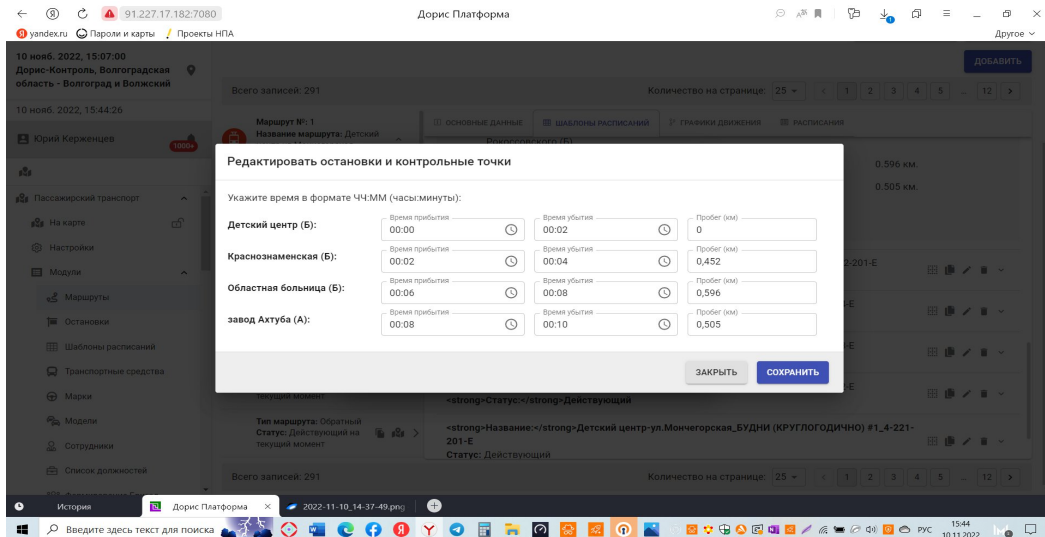 91.227.17.182:7080
Дорис Платформа
yandex.ru
Пароли и карты
Проекты НПА
Другое
10 нояб. 2022, 15:07:00
Дорис-Контроль, Волгоградская
область - Волгоград и Волжский
ДОБАВИТЬ
Всего записей: 291
Количество на странице: 25
1 2 3 4 5 ... 12
10 нояб. 2022, 15:44:26
Маршрут №: 1
Название маршрута: Детский
ОСНОВНЫЕ ДАННЫЕ
ШАБЛОНЫ РАСПИСАНИЙ
ГРАФИКИ ДВИЖЕНИЯ
РАСПИСАНИЯ
Юрий Керженцев
1000+
Рокоссовского (Б)
0.596 км.
0.505 км.
Пассажирский транспорт
На карте
Настройки
Модули
Маршруты
Остановки
Шаблоны расписаний
Транспортные средства
Марки
Модели
Сотрудники
Список должностей
Редактировать остановки и контрольные точки
Укажите время в формате ЧЧ:ММ (часы:минуты):
Детский центр (Б):
Время прибытия
00:00
Время убытия
00:02
Пробег (км)
0
Краснознаменская (Б):
Время прибытия
00:02
Время убытия
00:04
Пробег (км)
0,452
Областная больница (Б):
Время прибытия
00:06
Время убытия
00:08
Пробег (км)
0,596
завод Ахтуба (А):
Время прибытия
00:08
Время убытия
00:10
Пробег (км)
0,505
ЗАКРЫТЬ
СОХРАНИТЬ
2-201-E
-E
-E
-E
текущий момент
<strong>Статус:</strong>Действующий
Тип маршрута: Обратный
Статус: Действующий на
текущий момент
<strong>Название:</strong>Детский центр-ул.Мончегорская_БУДНИ (КРУГЛОГОДИЧНО) #1_4-221-
201-E
Статус: Действующий
Всего записей: 291
Количество на странице: 25
1 2 3 4 5 ... 12
История
Дорис Платформа
2022-11-10_14-37-49.png
Введите здесь текст для поиска
РУС
15:44
10.11.2022